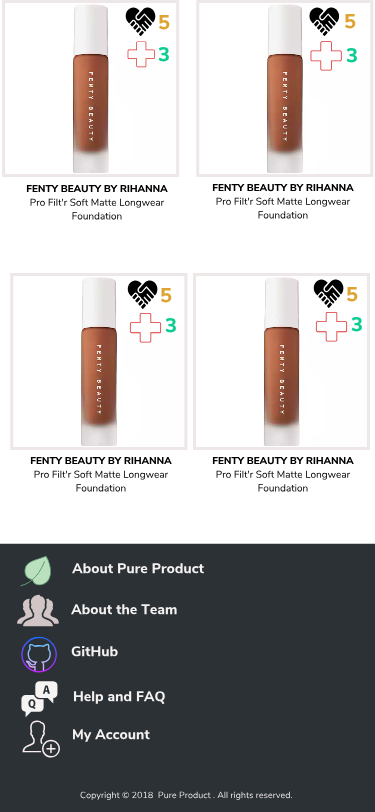 5
3
FENTY BEAUTY
FENTY BEAUTY BY RIHANNA
Pro Filt'r Soft Matte Longwear
Foundation
5
3
FENTY BEAUTY
FENTY BEAUTY BY RIHANNA
Pro Filt'r Soft Matte Longwear
Foundation
5
3
FENTY BEAUTY
FENTY BEAUTY BY RIHANNA
Pro Filt'r Soft Matte Longwear
Foundation
5
3
FENTY BEAUTY
FENTY BEAUTY BY RIHANNA
Pro Filt'r Soft Matte Longwear
Foundation
About Pure Product
About the Team
GitHub
Q A
Help and FAQ
My Account
Copyright © 2018 Pure Product . All rights reserved.